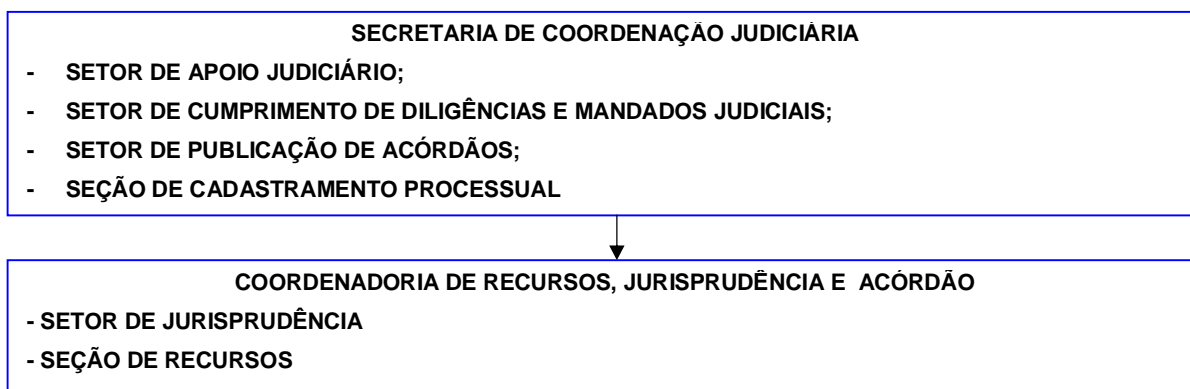 SECRETARIA DE COORDENAÇÃO JUDICIÁRIA
- SETOR DE APOIO JUDICIÁRIO;
- SETOR DE CUMPRIMENTO DE DILIGÊNCIAS E MANDADOS JUDICIAIS;
- SETOR DE PUBLICAÇÃO DE ACÓRDÃOS;
- SEÇÃO DE CADASTRAMENTO PROCESSUAL
COORDENADORIA DE RECURSOS, JURISPRUDÊNCIA E ACÓRDÃO
- SETOR DE JURISPRUDÊNCIA
- SEÇÃO DE RECURSOS